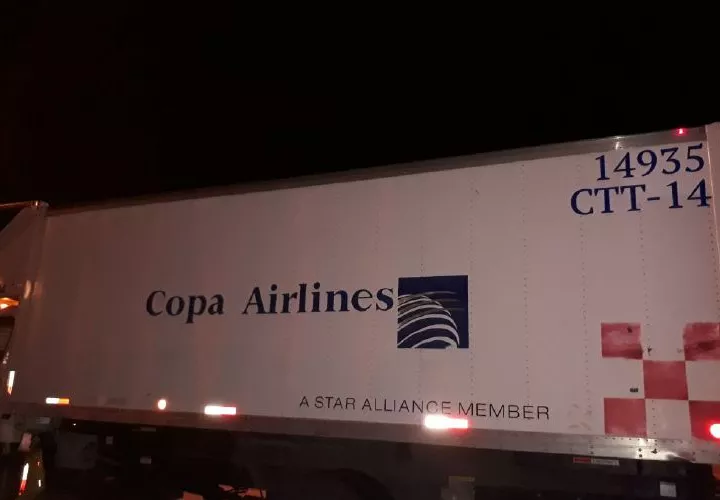 14935
CTT-14
Copa Airlines
A STAR ALLIANCE MEMBER